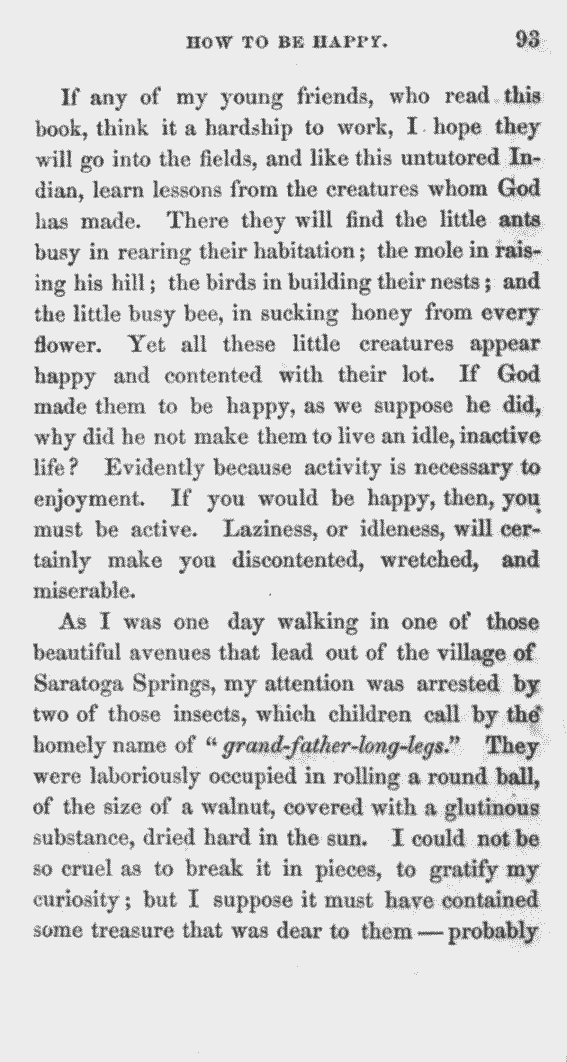 HOW TO BE HAPPY. 93
If any of my young friends, who read this
book, think it a hardship to work, I hope they
will go into the fields, and like this untutored In-
dian, learn lessons from the creatures whom God
has made. There they will find the little ants
busy in rearing their habitation; the mole in rais-
ing his hill; the birds in building their nests; and
the little busy bee, in sucking honey from every
flower. Yet all these little creatures appear
happy and contented with their lot. If God
made them to be happy, as we suppose he did,
why did he not make them to live an idle, inactive
life? Evidently because activity is necessary to
enjoyment. If you would be happy, then, you
must be active. Laziness, or idleness, will cer-
tainly make you discontented, wretched, and
miserable.
As I was one day walking in one of those
beautiful avenues that lead out of the village of
Saratoga Springs, my attention was arrested by
two of those insects, which children call by the
homely name of "grand-father-long-legs." They
were laboriously occupied in rolling a round ball,
of the size of a walnut, covered with a glutinous
substance, dried hard in the sun. I could not be
so cruel as to break it in pieces, to gratify my
curiosity; but I suppose it must have contained
some treasure that was dear to them — probably